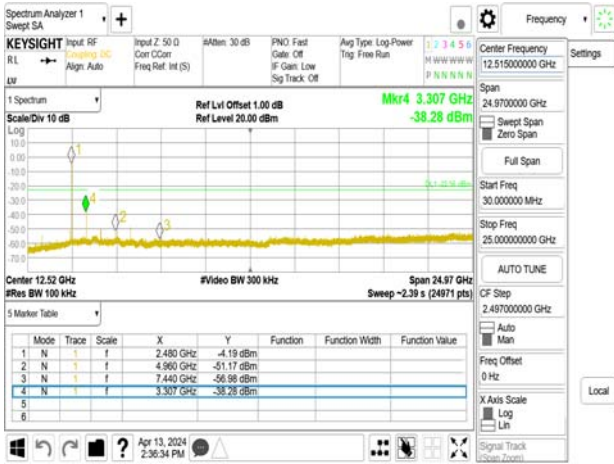 Spectrum Analyzer 1
Swept SA
+
Frequency
KEYSIGHT
RL
Input: RF
Coupling: DC
Align: Auto
Input Z: 50 Ω
Corr CCorr
Freq Ref: Int (S)
#Atten: 30 dB
PNO: Fast
Gate: Off
IF Gain: Low
Sig Track: Off
Avg Type: Log-Power
Trig: Free Run
1 2 3 4 5 6
M W W W W W
P N N N N N
1 Spectrum
Scale/Div 10 dB
Ref Lvl Offset 1.00 dB
Ref Level 20.00 dBm
Mkr4 3.307 GHz
-38.28 dBm
Log
10.0
0.00
-10.0
-20.0
-30.0
-40.0
-50.0
-60.0
-70.0
1
4
2
3
Center 12.52 GHz
#Res BW 100 kHz
#Video BW 300 kHz
Span 24.97 GHz
Sweep ~2.39 s (24971 pts)
5 Marker Table
Mode Trace Scale X Y Function Function Width Function Value
1 N 1 f 2.480 GHz -4.19 dBm
2 N 1 f 4.960 GHz -51.17 dBm
3 N 1 f 7.440 GHz -56.98 dBm
4 N 1 f 3.307 GHz -38.28 dBm
5
6
Apr 13, 2024
2:36:34 PM
Center Frequency
12.515000000 GHz
Span
24.9700000 GHz
Swept Span
Zero Span
Full Span
Start Freq
30.000000 MHz
Stop Freq
25.000000000 GHz
AUTO TUNE
CF Step
2.497000000 GHz
Auto
Man
Freq Offset
0 Hz
X Axis Scale
Log
Lin
Signal Track
(Span Zoom)
Settings
Local